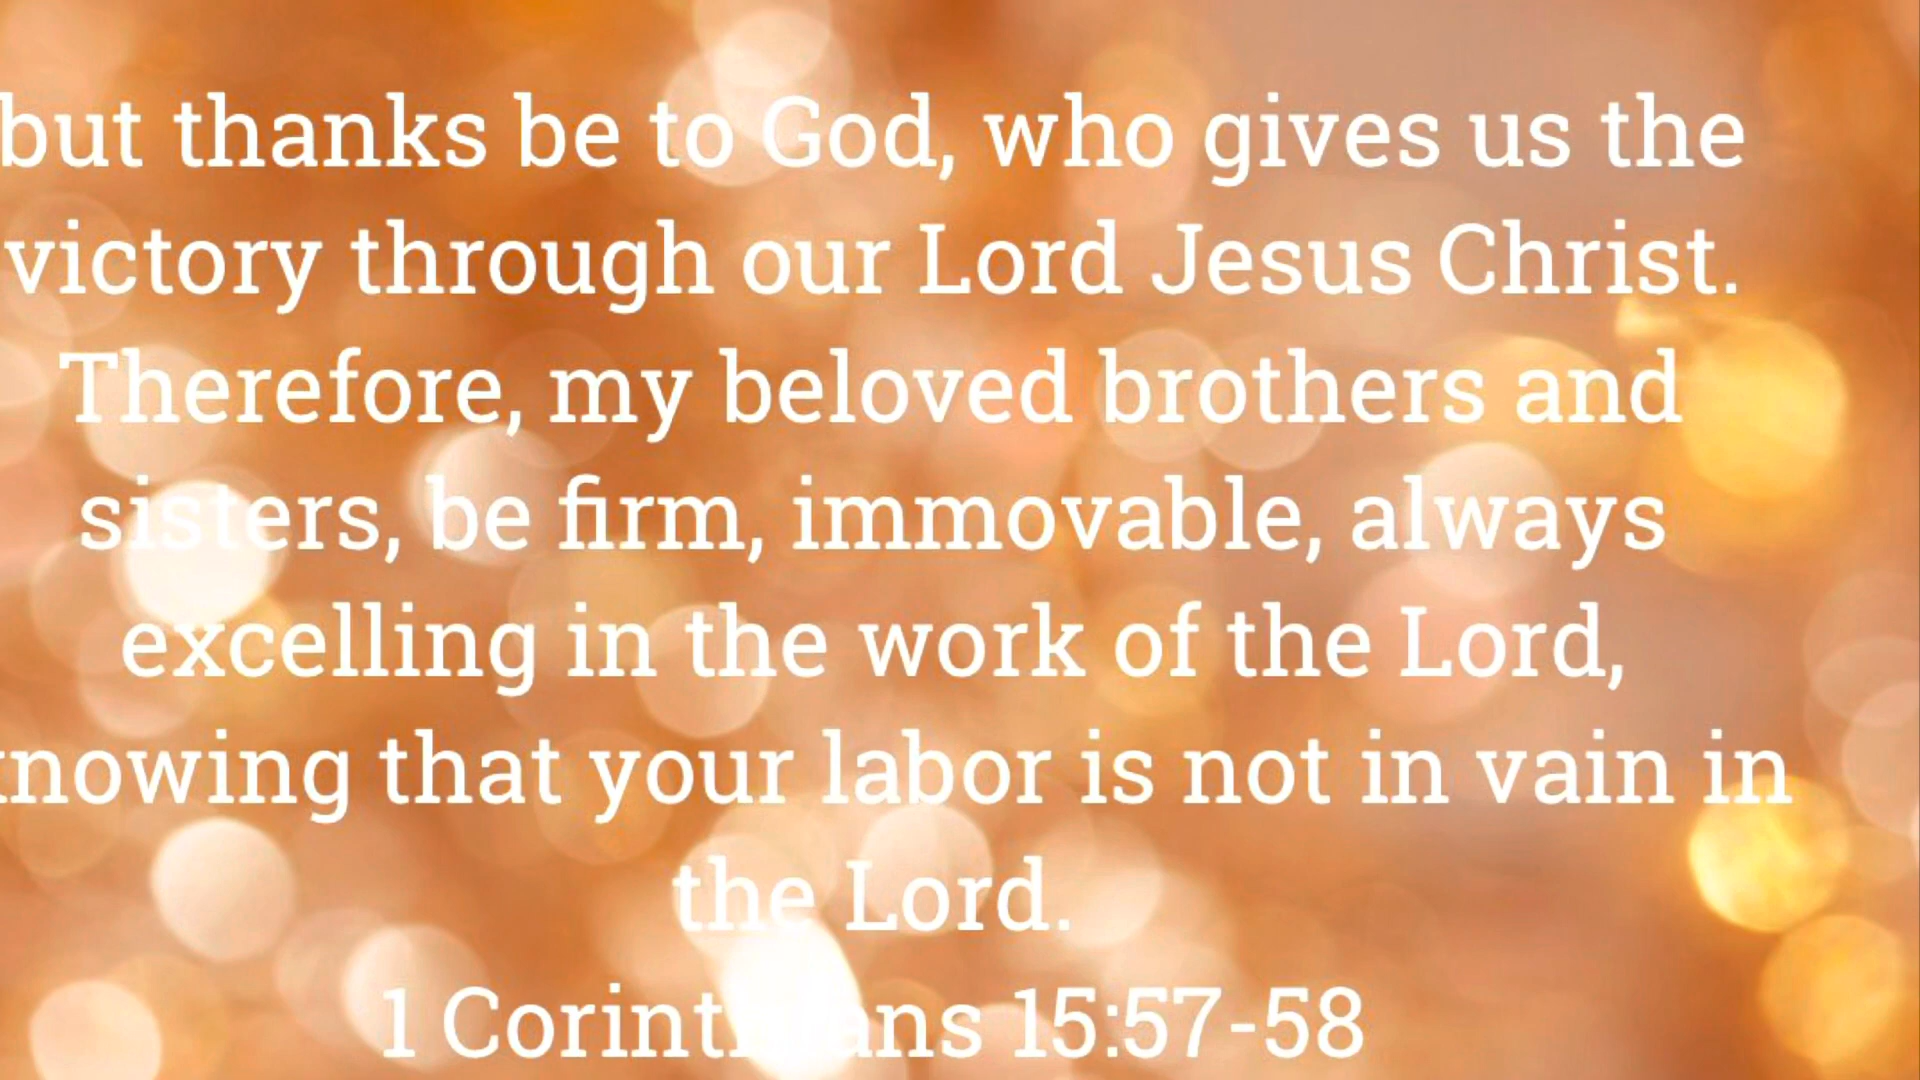 but thanks be to God, who gives us the
victory through our Lord Jesus Christ.
Therefore, my beloved brothers and
sisters, be firm, immovable, always
excelling in the work of the Lord,
knowing that your labor is not in vain in
the Lord.
1 Corinthians 15:57-58